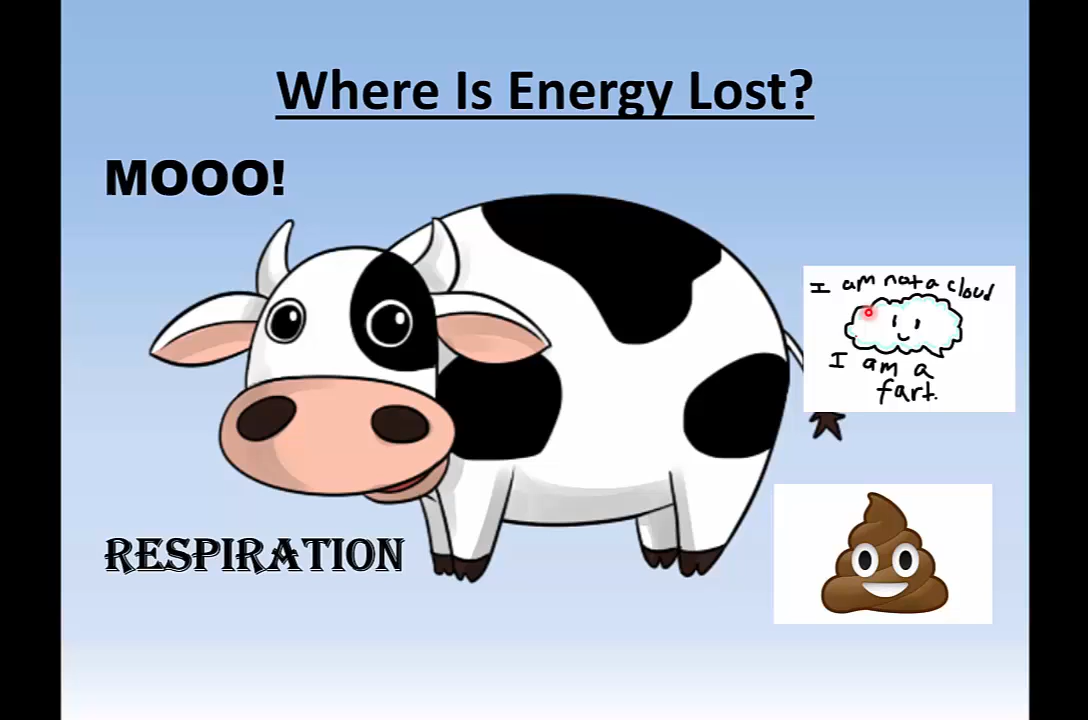 Where Is Energy Lost?
MOOO!
I am not a cloud
I am a
fart.
RESPIRATION